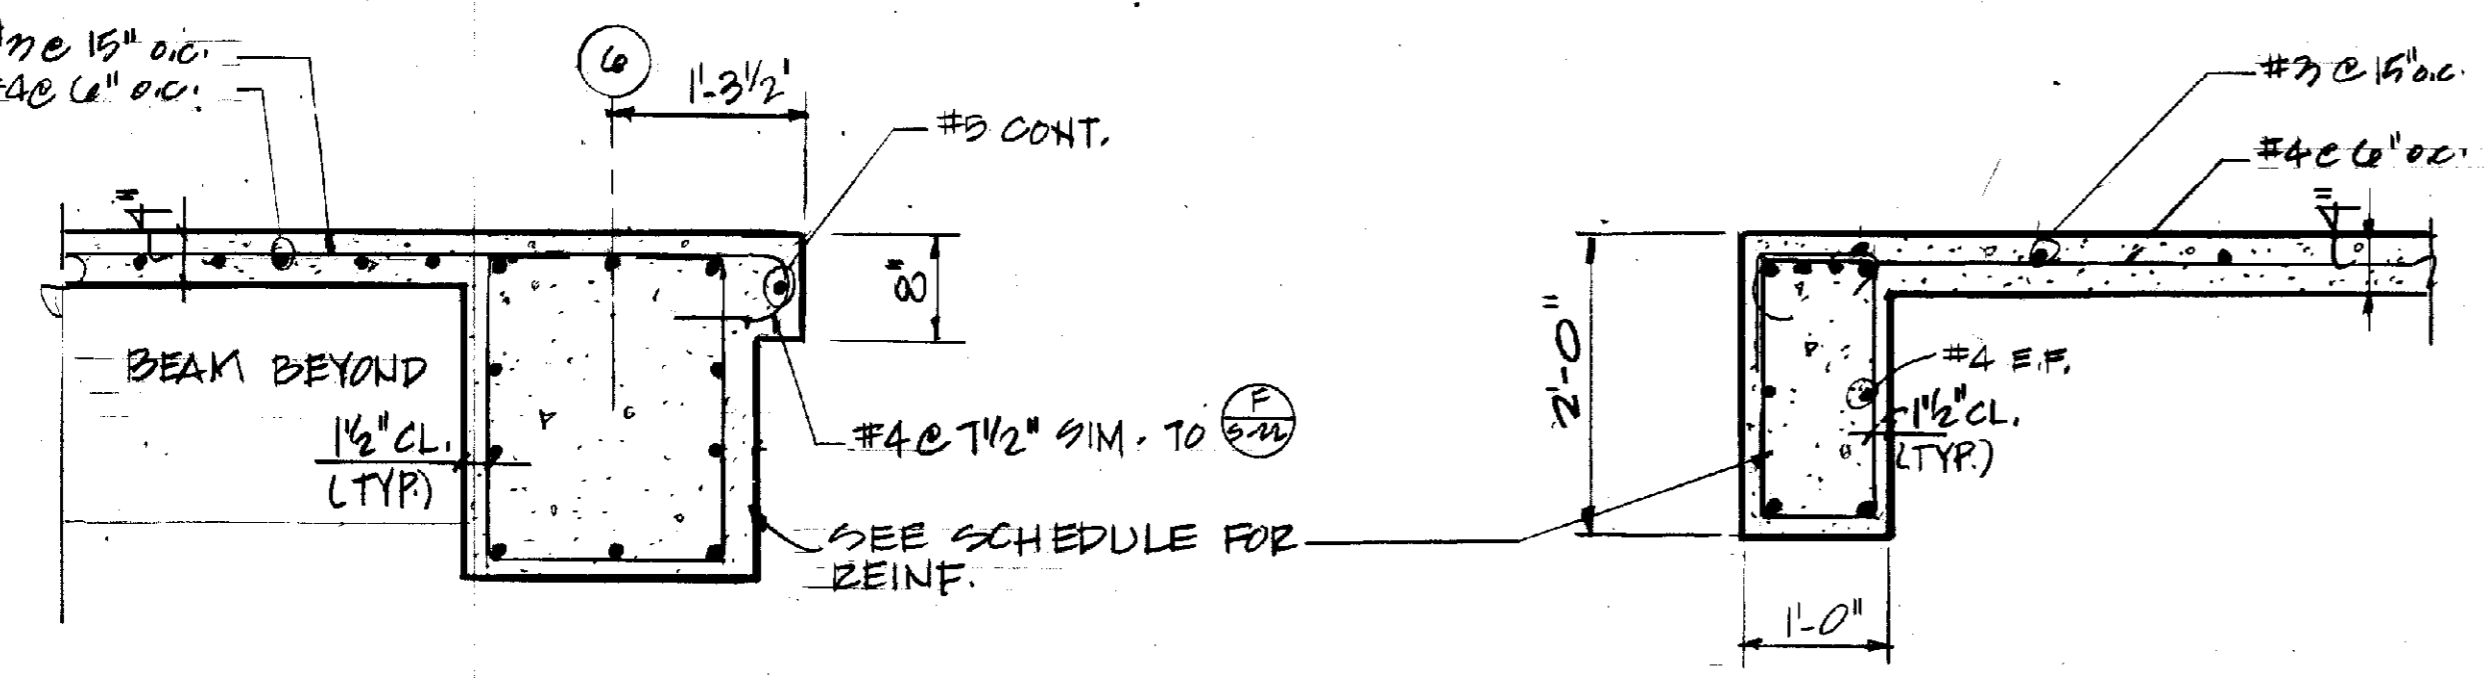 #3@ 15" o.c.
#4@ 6" o.c.
6
1'-3½'
#5 CONT.
8"
BEAM BEYOND
1½" CL.
(TYP.)
#4@ 7½" SIM. TO
F
S-22
SEE SCHEDULE FOR
REINF.
#3 @ 15" o.c.
#4@ 6" o.c.
2'-0"
#4 E.F.
1½" CL.
(TYP.)
1'-0"